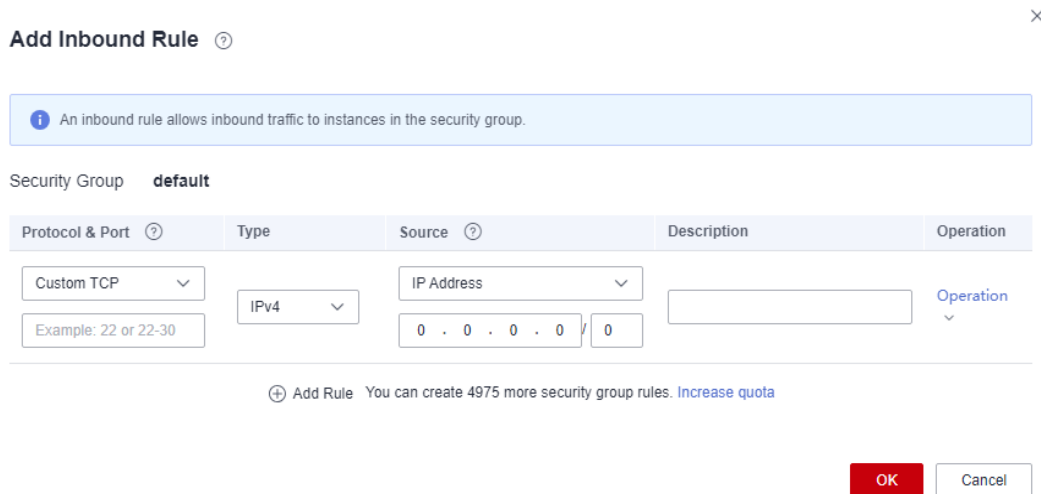 Add Inbound Rule ?
i An inbound rule allows inbound traffic to instances in the security group.
Security Group default
Protocol & Port ? Type Source ? Description Operation
Custom TCP IP Address
IPv4 Operation
Example: 22 or 22-30 0 . 0 . 0 . 0 / 0
Add Rule You can create 4975 more security group rules. Increase quota
OK Cancel